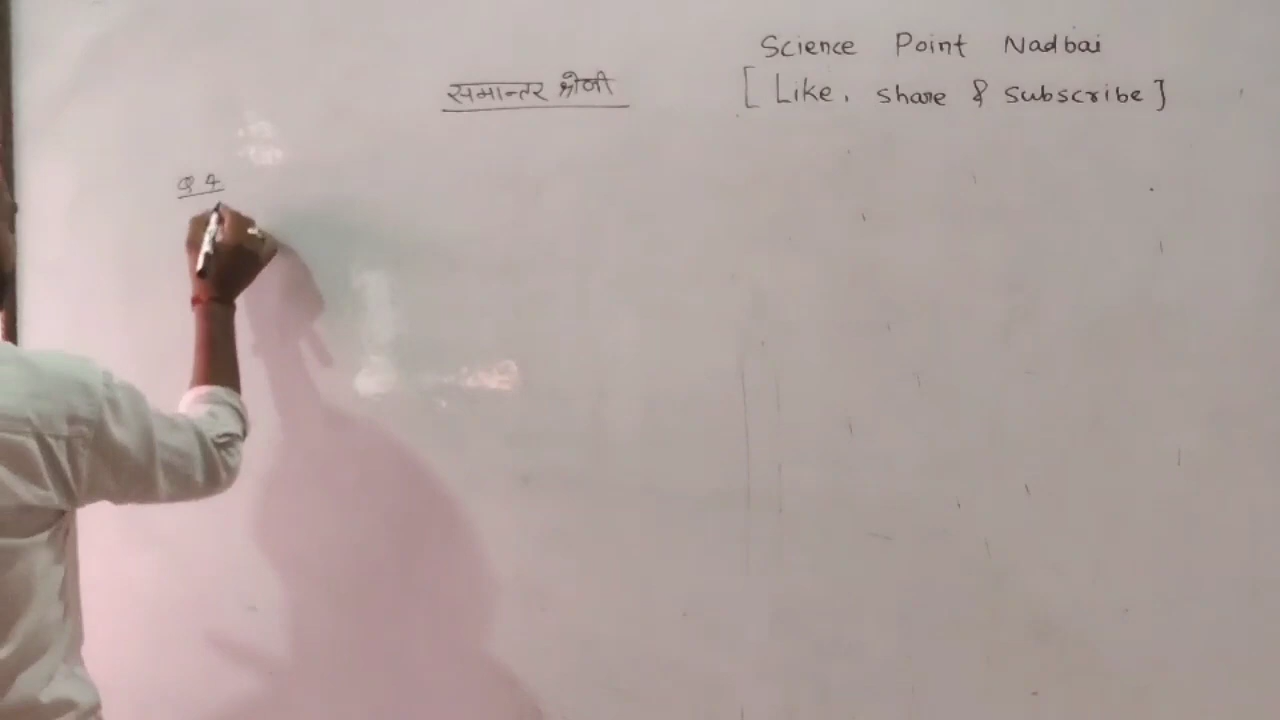 Science Point Nadbai
समान्तर श्रेणी
[ Like, share & subscribe ]
Q 4